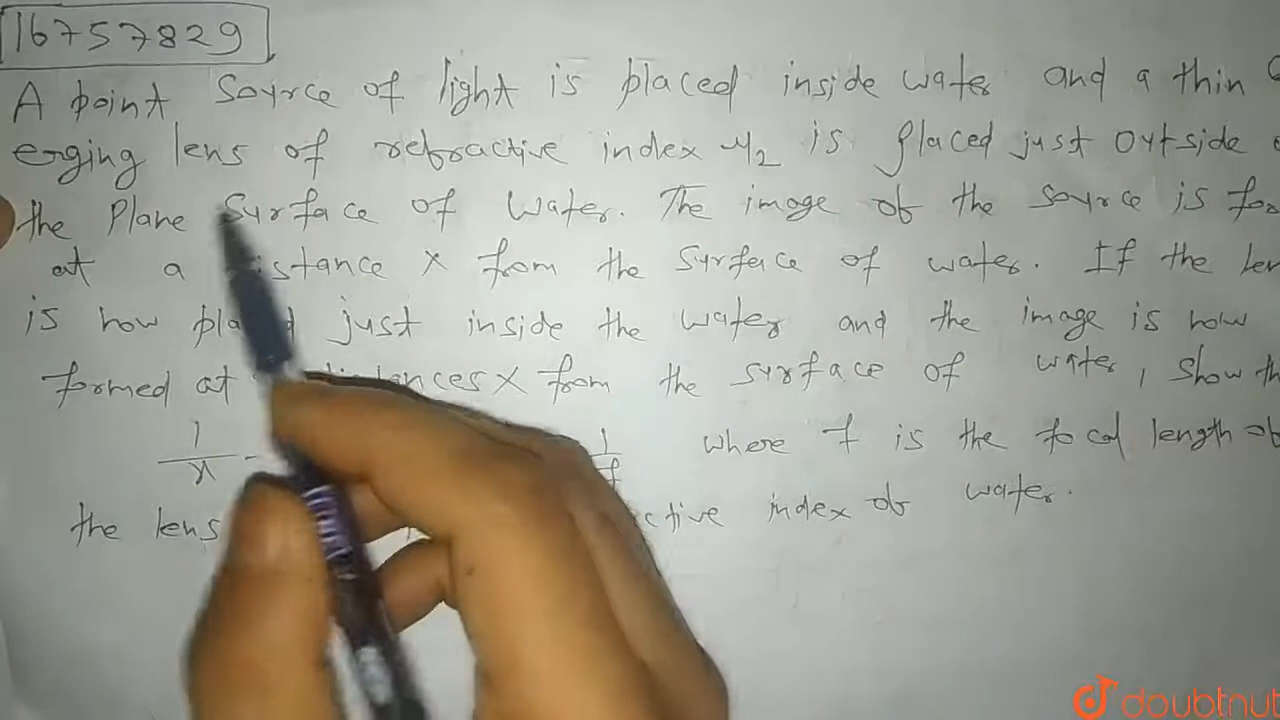 16757829
A point Source of light is placed inside water and a thin
erging lens of refractive index μ2 is placed just outside
the Plane Surface of water. The image of the source is
at a distance x from the surface of water. If the
is now just inside the water and the image is now
formed at x from the surface of water, show
1/x - 1/f where f is the focal length of
the lens index of water.
doubtnut